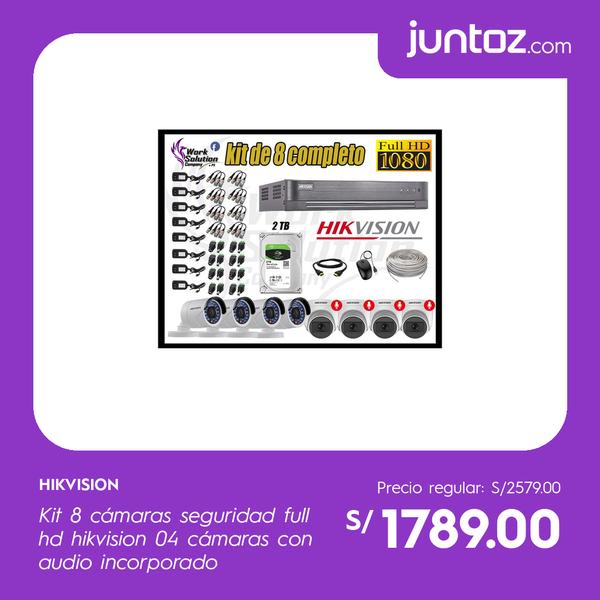 juntoz.com
Work
Solution
Company
kit de 8 completo
Full HD
1080
HIKVISION
2 TB
HIKVISION
Precio regular: S/2579.00
Kit 8 cámaras seguridad full
hd hikvision 04 cámaras con
audio incorporado
S/ 1789.00